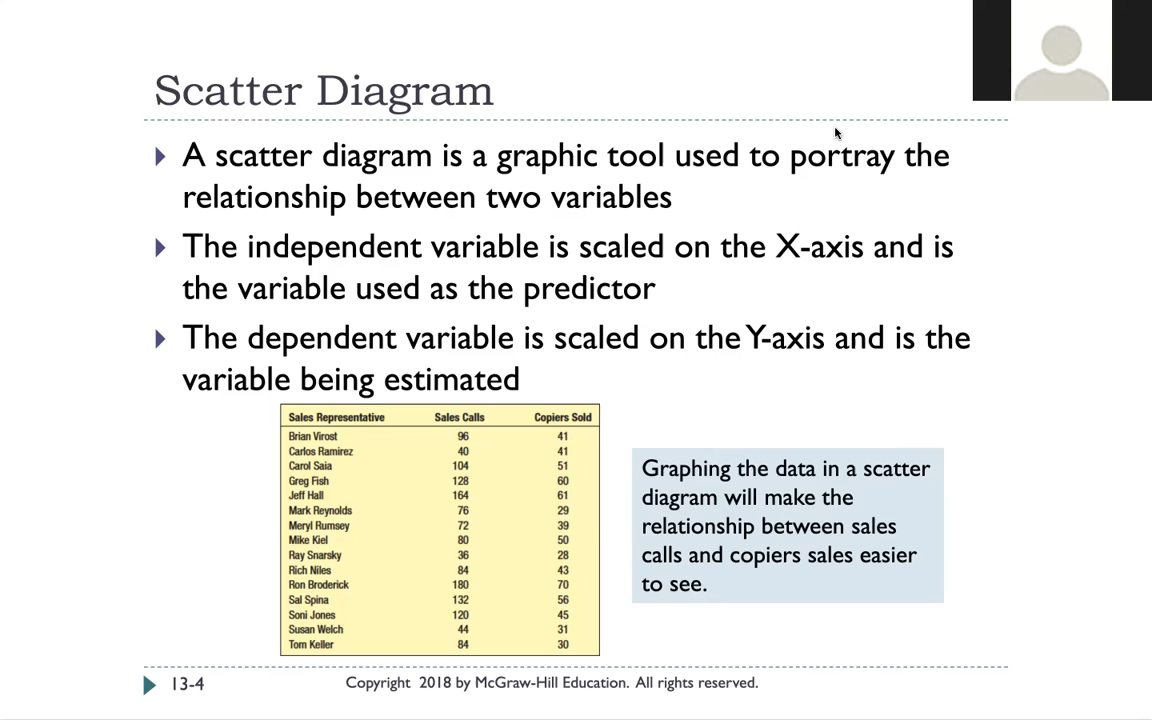 Scatter Diagram
A scatter diagram is a graphic tool used to portray the
relationship between two variables
The independent variable is scaled on the X-axis and is
the variable used as the predictor
The dependent variable is scaled on the Y-axis and is the
variable being estimated
Sales Representative Sales Calls Copiers Sold
Brian Virost 96 41
Carlos Ramirez 40 41
Carol Saia 104 51
Greg Fish 128 60
Jeff Hall 164 61
Mark Reynolds 76 29
Meryl Rumsey 72 39
Mike Kiel 80 50
Ray Snarsky 36 28
Rich Niles 84 43
Ron Broderick 180 70
Sal Spina 132 56
Soni Jones 120 45
Susan Welch 44 31
Tom Keller 84 30
Graphing the data in a scatter
diagram will make the
relationship between sales
calls and copiers sales easier
to see.
13-4 Copyright 2018 by McGraw-Hill Education. All rights reserved.